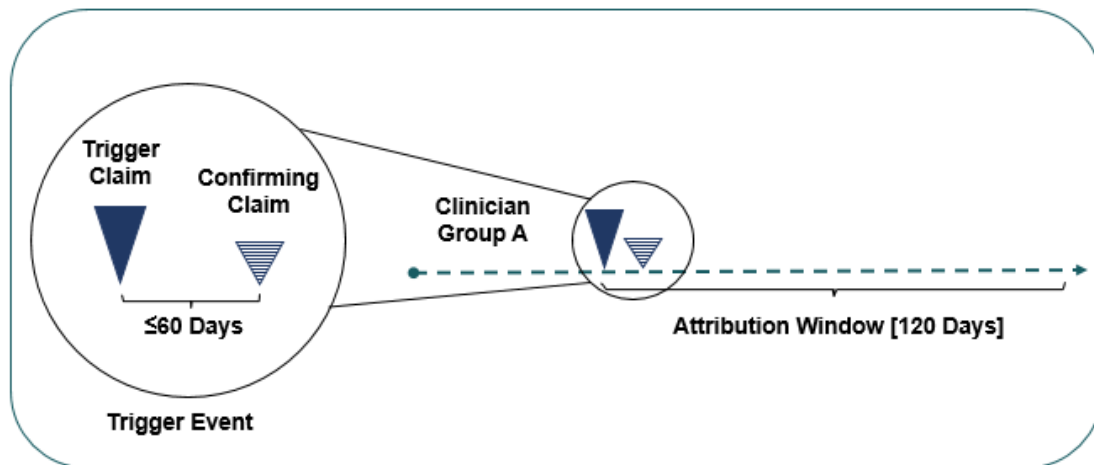 Trigger
Claim
Confirming
Claim
≤60 Days
Trigger Event
Clinician
Group A
Attribution Window [120 Days]